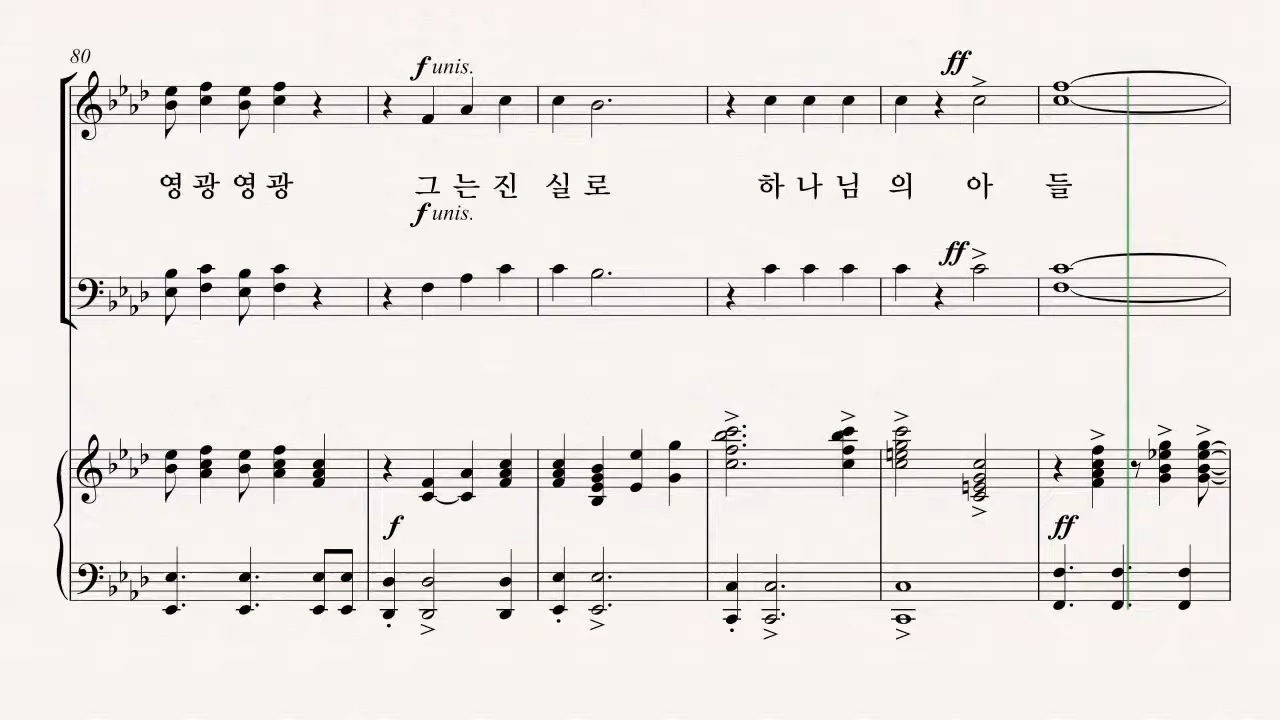 80
f unis.
ff
영 광 영 광 그 는 진 실 로 하 나 님 의 아 들
f unis.
ff
f
ff